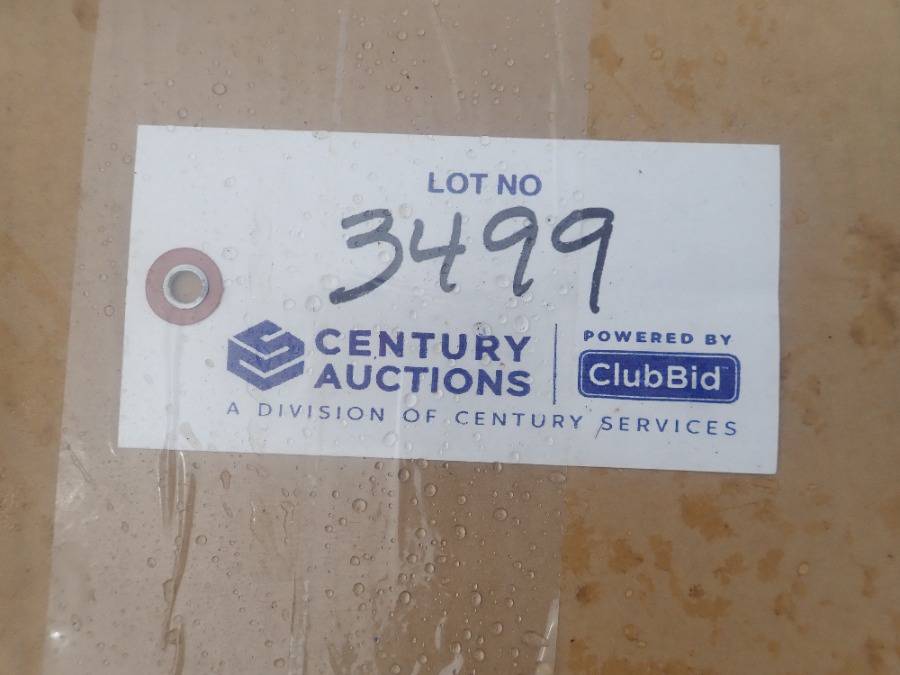 LOT NO
3499
CENTURY AUCTIONS
POWERED BY
ClubBid
A DIVISION OF CENTURY SERVICES